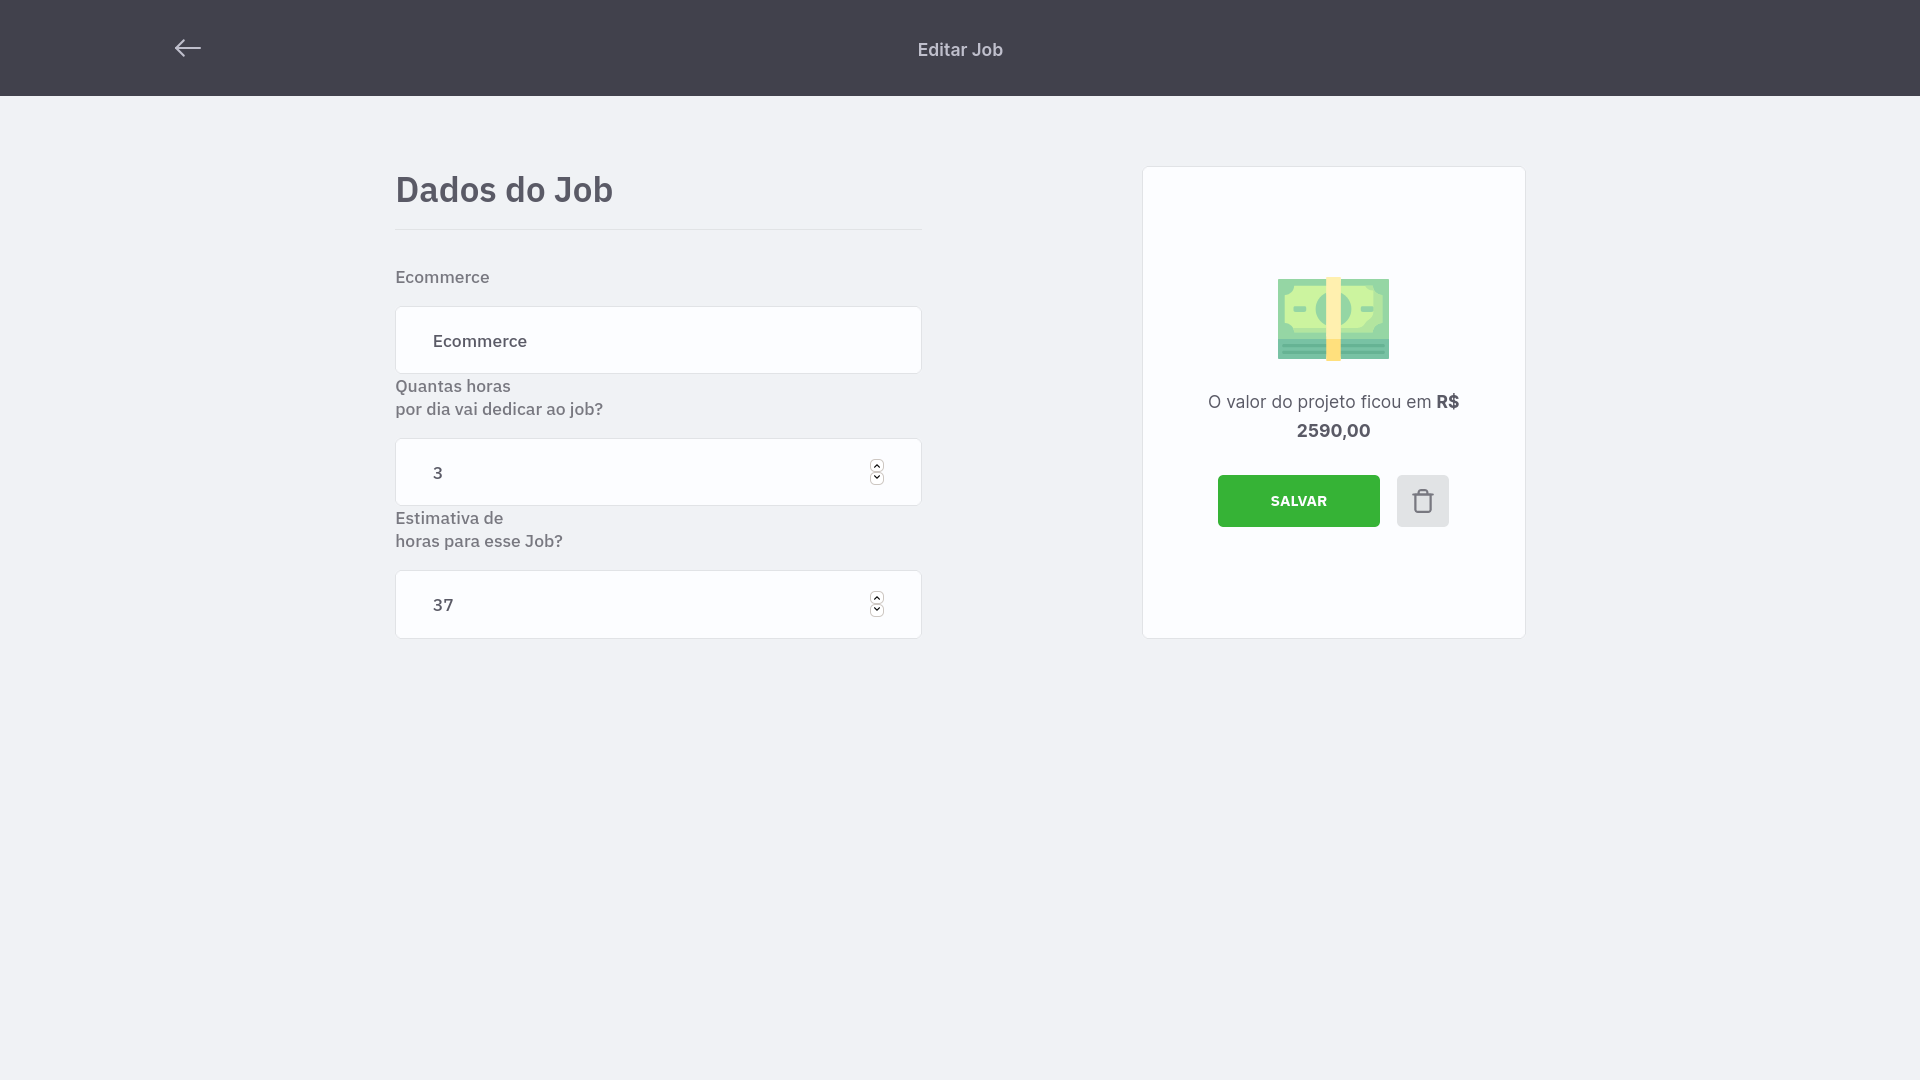 Editar Job
Dados do Job
Ecommerce
Ecommerce
Quantas horas
por dia vai dedicar ao job?
3
Estimativa de
horas para esse Job?
37
O valor do projeto ficou em R$
2590,00
SALVAR